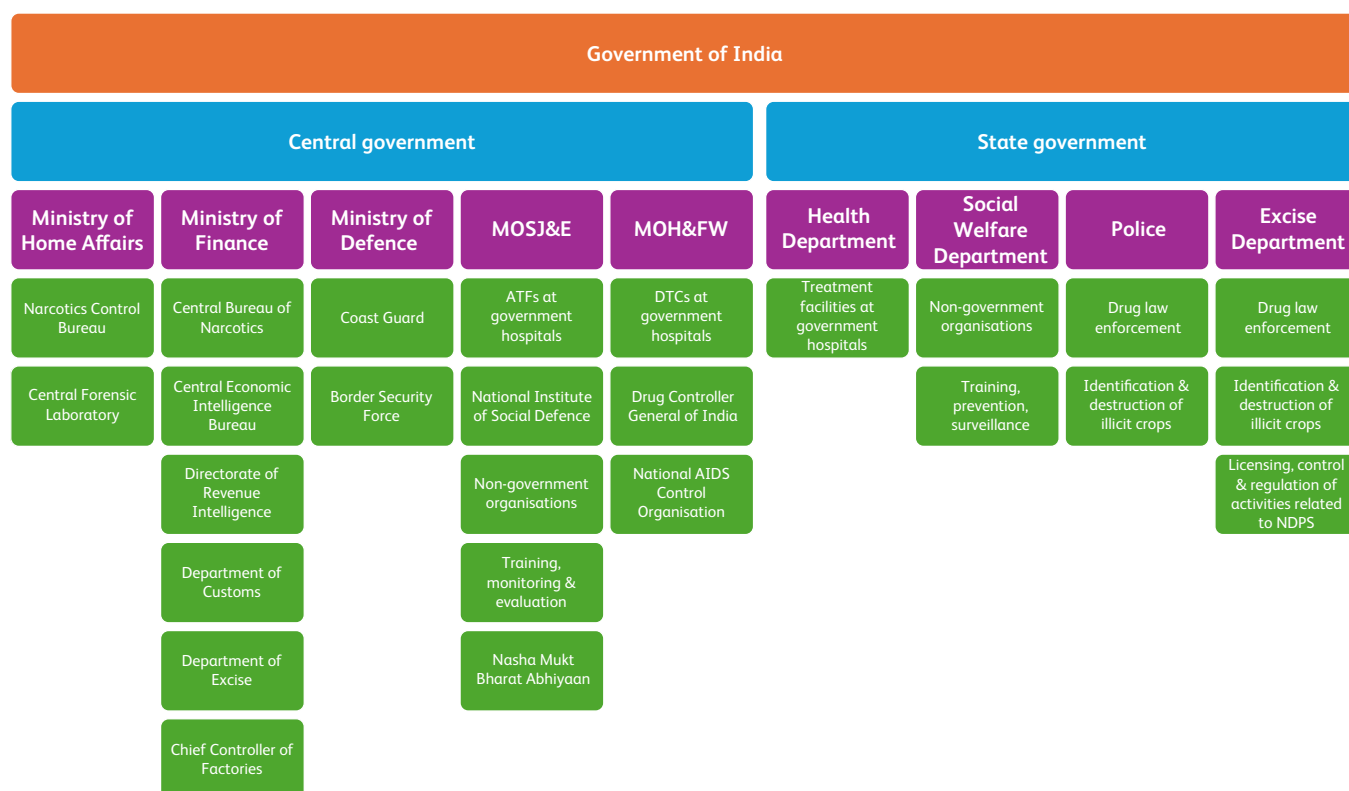 Government of India
Central government
State government
Ministry of
Home Affairs
Ministry of
Finance
Ministry of
Defence
MOSJ&E
MOH&FW
Health
Department
Social
Welfare
Department
Police
Excise
Department
Narcotics Control
Bureau
Central Bureau of
Narcotics
Coast Guard
ATFs at
government
hospitals
DTCs at
government
hospitals
Treatment
facilities at
government
hospitals
Non-government
organisations
Drug law
enforcement
Drug law
enforcement
Central Forensic
Laboratory
Central Economic
Intelligence
Bureau
Border Security
Force
National Institute
of Social Defence
Drug Controller
General of India
Training,
prevention,
surveillance
Identification &
destruction of
illicit crops
Identification &
destruction of
illicit crops
Directorate of
Revenue
Intelligence
Non-government
organisations
National AIDS
Control
Organisation
Licensing, control
& regulation of
activities related
to NDPS
Department of
Customs
Training,
monitoring &
evaluation
Department of
Excise
Nasha Mukt
Bharat Abhiyaan
Chief Controller of
Factories